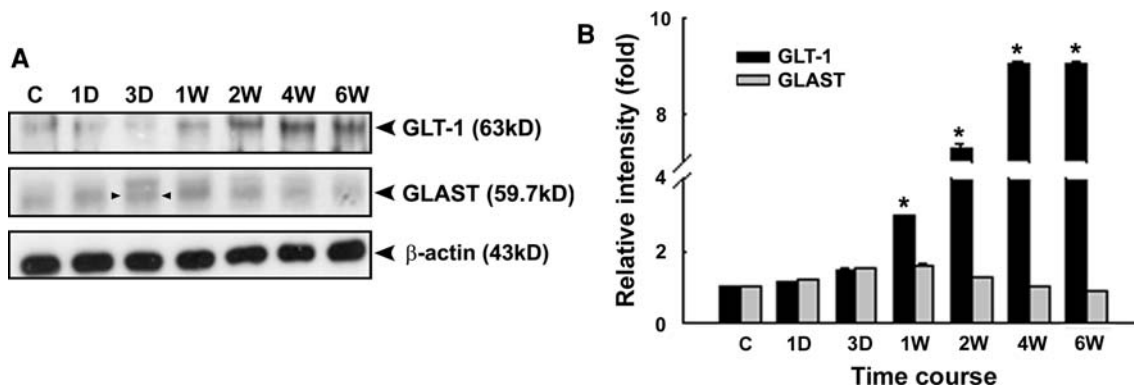 A
C 1D 3D 1W 2W 4W 6W
GLT-1 (63kD)
GLAST (59.7kD)
β-actin (43kD)
B
Relative intensity (fold)
10
8
4
2
0
GLT-1
GLAST
* * * *
C 1D 3D 1W 2W 4W 6W
Time course